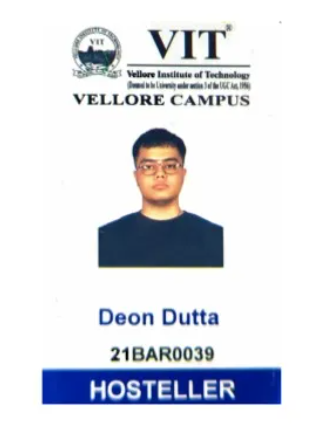 VIT®
VIT
Vellore Institute of Technology
(Deemed to be University under section 3 of the UGC Act, 1956)
VELLORE CAMPUS
Deon Dutta
21BAR0039
HOSTELLER